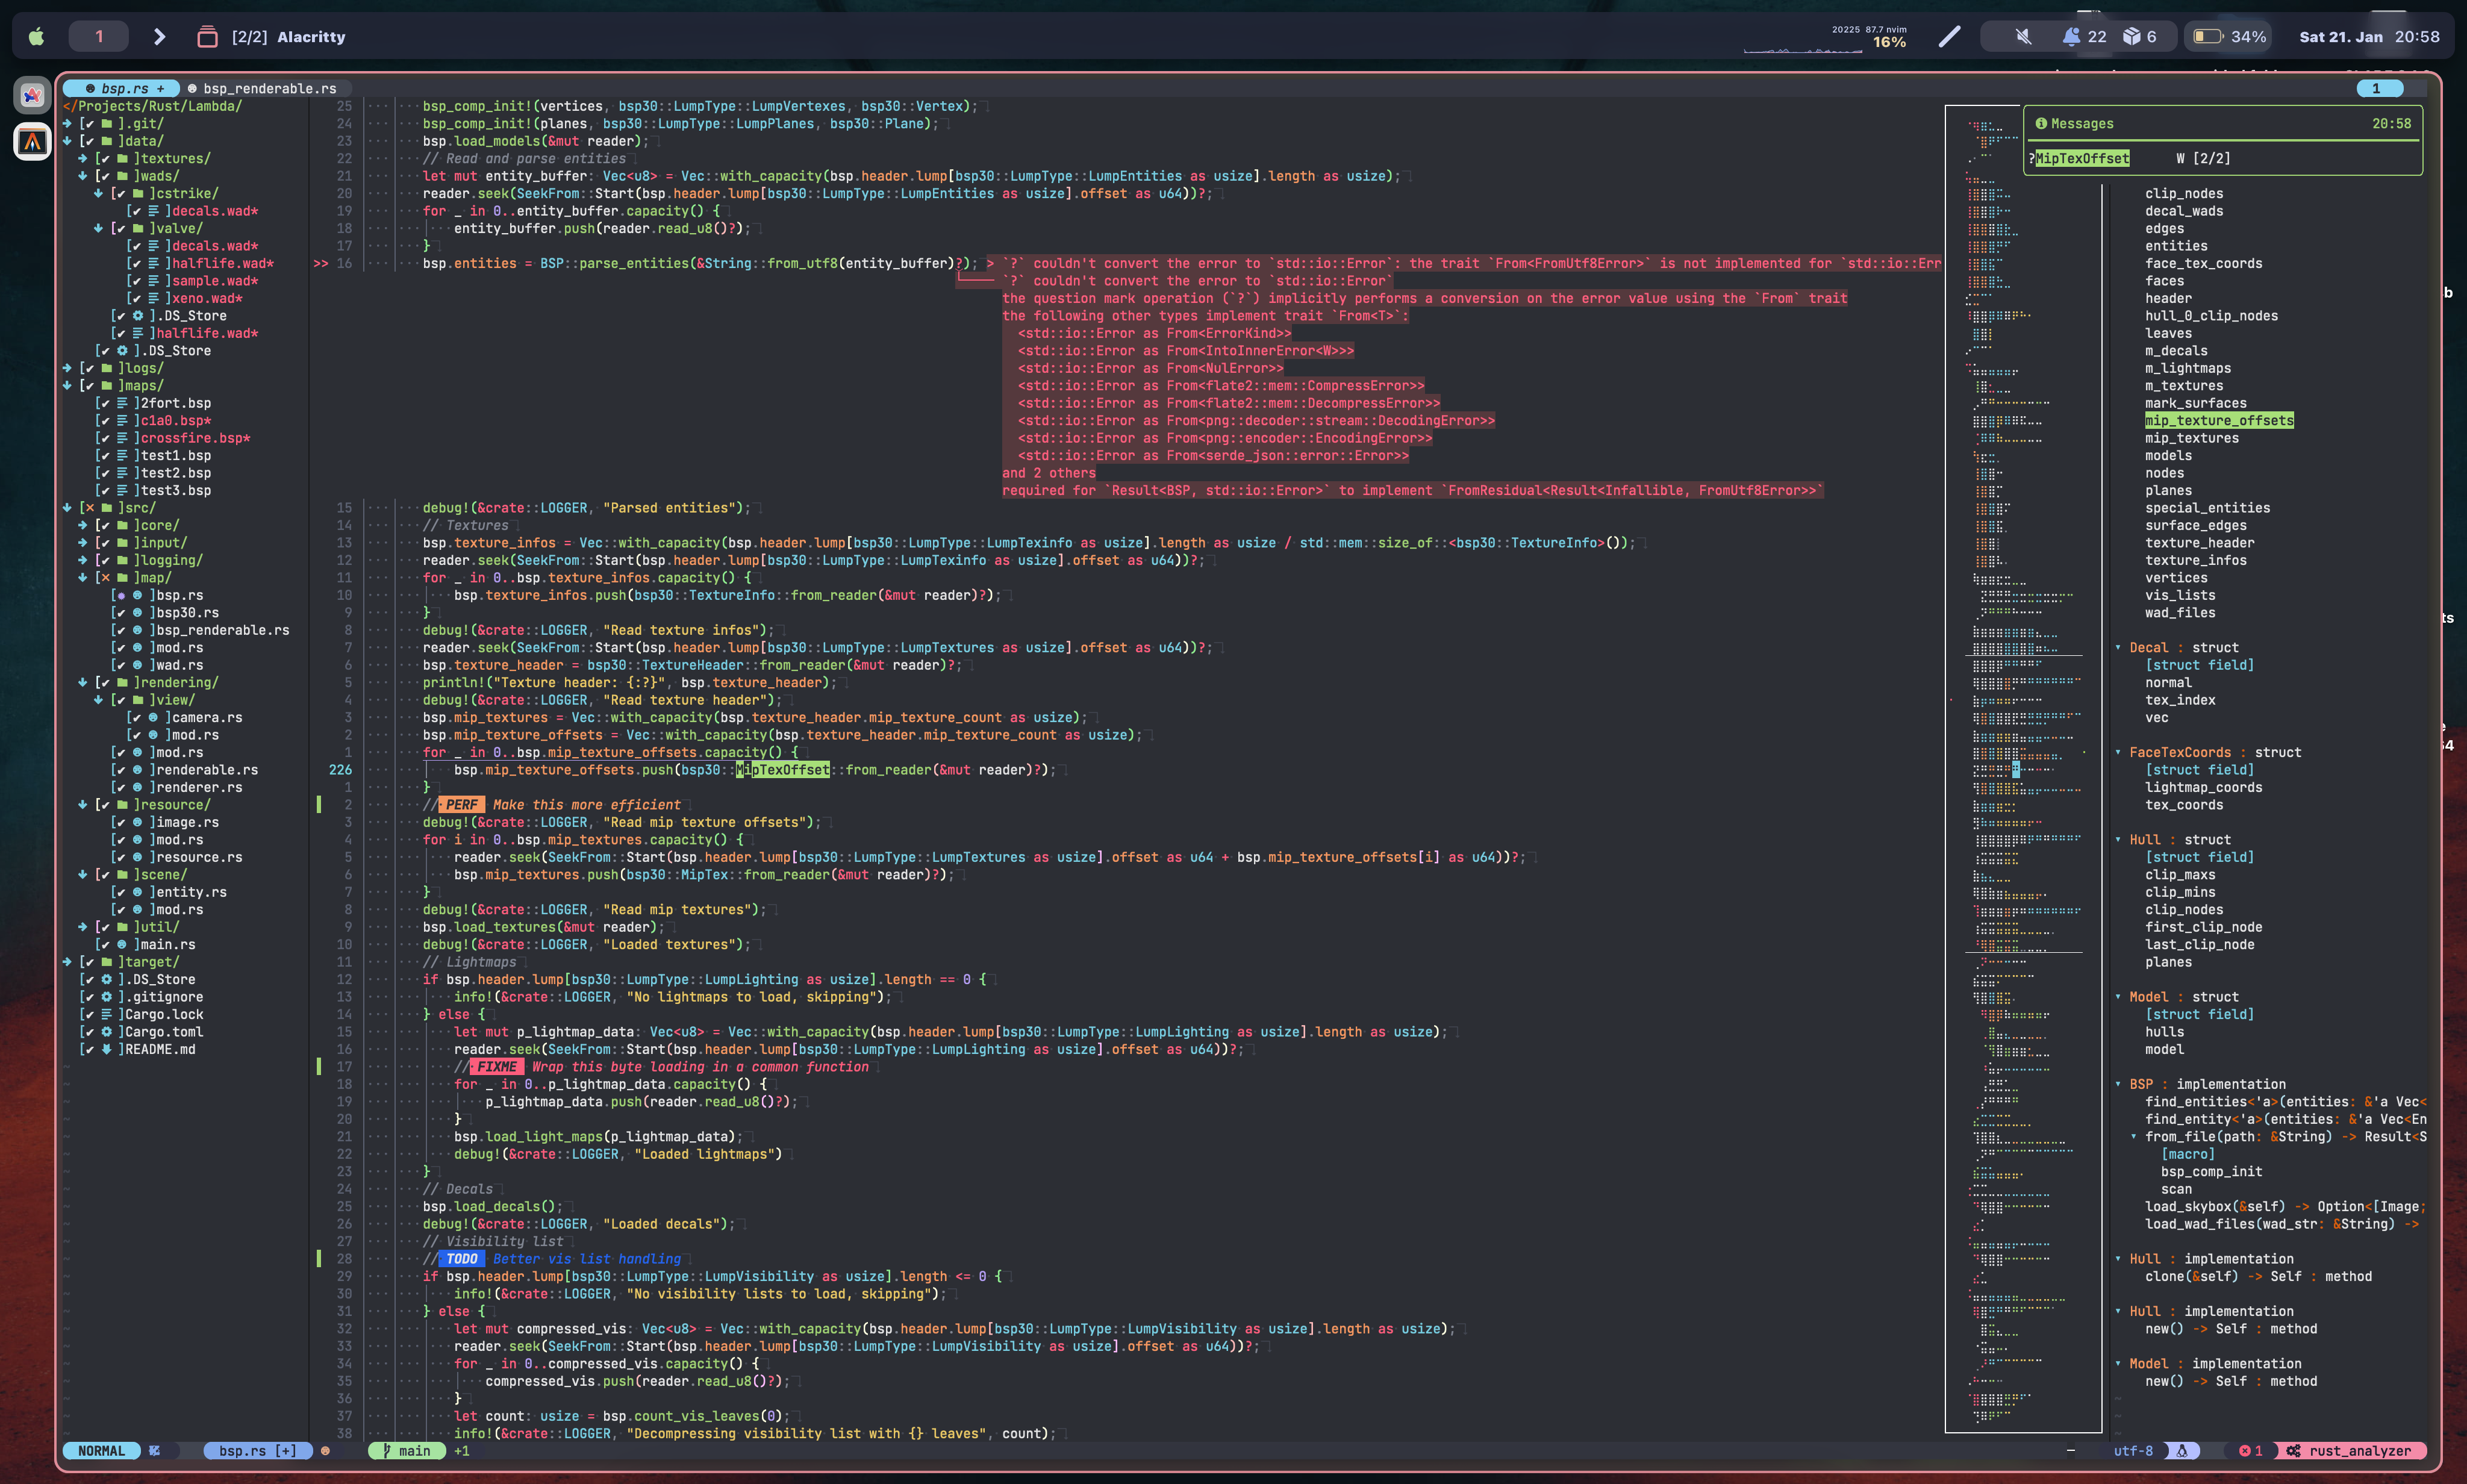 1
[2/2] Alacritty
20225 87.7 nvim
16%
22
6
34%
Sat 21. Jan 20:58
bsp.rs +
bsp_renderable.rs
1
</Projects/Rust/Lambda/
[✔ ].git/
[✔ ]data/
[✔ ]textures/
[✔ ]wads/
[✔ ]cstrike/
[✔ ]decals.wad*
[✔ ]valve/
[✔ ]decals.wad*
[✔ ]halflife.wad*
[✔ ]sample.wad*
[✔ ]xeno.wad*
[✔ ].DS_Store
[✔ ]halflife.wad*
[✔ ].DS_Store
[✔ ]logs/
[✔ ]maps/
[✔ ]2fort.bsp
[✔ ]c1a0.bsp*
[✔ ]crossfire.bsp*
[✔ ]test1.bsp
[✔ ]test2.bsp
[✔ ]test3.bsp
[✕ ]src/
[✔ ]core/
[✔ ]input/
[✔ ]logging/
[✕ ]map/
[● ]bsp.rs
[✔ ]bsp30.rs
[✔ ]bsp_renderable.rs
[✔ ]mod.rs
[✔ ]wad.rs
[✔ ]rendering/
[✔ ]view/
[✔ ]camera.rs
[✔ ]mod.rs
[✔ ]mod.rs
[✔ ]renderable.rs
[✔ ]renderer.rs
[✔ ]resource/
[✔ ]image.rs
[✔ ]mod.rs
[✔ ]resource.rs
[✔ ]scene/
[✔ ]entity.rs
[✔ ]mod.rs
[✔ ]util/
[✔ ]main.rs
[✔ ]target/
[✔ ].DS_Store
[✔ ].gitignore
[✔ ]Cargo.lock
[✔ ]Cargo.toml
[✔ ]README.md
25 bsp_comp_init!(vertices, bsp30::LumpType::LumpVertexes, bsp30::Vertex);
24 bsp_comp_init!(planes, bsp30::LumpType::LumpPlanes, bsp30::Plane);
23 bsp.load_models(&mut reader);
22 // Read and parse entities
21 let mut entity_buffer: Vec<u8> = Vec::with_capacity(bsp.header.lump[bsp30::LumpType::LumpEntities as usize].length as usize);
20 reader.seek(SeekFrom::Start(bsp.header.lump[bsp30::LumpType::LumpEntities as usize].offset as u64))?;
19 for _ in 0..entity_buffer.capacity() {
18 entity_buffer.push(reader.read_u8()?);
17 }
>> 16 bsp.entities = BSP::parse_entities(&String::from_utf8(entity_buffer)?); > `?` couldn't convert the error to `std::io::Error`: the trait `From<FromUtf8Error>` is not implemented for `std::io::Err
`?` couldn't convert the error to `std::io::Error`
the question mark operation (`?`) implicitly performs a conversion on the error value using the `From` trait
the following other types implement trait `From<T>`:
<std::io::Error as From<ErrorKind>>
<std::io::Error as From<IntoInnerError<W>>>
<std::io::Error as From<NulError>>
<std::io::Error as From<flate2::mem::CompressError>>
<std::io::Error as From<flate2::mem::DecompressError>>
<std::io::Error as From<png::decoder::stream::DecodingError>>
<std::io::Error as From<png::encoder::EncodingError>>
<std::io::Error as From<serde_json::error::Error>>
and 2 others
required for `Result<BSP, std::io::Error>` to implement `FromResidual<Result<Infallible, FromUtf8Error>>`
15 debug!(&crate::LOGGER, "Parsed entities");
14 // Textures
13 bsp.texture_infos = Vec::with_capacity(bsp.header.lump[bsp30::LumpType::LumpTexinfo as usize].length as usize / std::mem::size_of::<bsp30::TextureInfo>());
12 reader.seek(SeekFrom::Start(bsp.header.lump[bsp30::LumpType::LumpTexinfo as usize].offset as u64))?;
11 for _ in 0..bsp.texture_infos.capacity() {
10 bsp.texture_infos.push(bsp30::TextureInfo::from_reader(&mut reader)?);
9 }
8 debug!(&crate::LOGGER, "Read texture infos");
7 reader.seek(SeekFrom::Start(bsp.header.lump[bsp30::LumpType::LumpTextures as usize].offset as u64))?;
6 bsp.texture_header = bsp30::TextureHeader::from_reader(&mut reader)?;
5 println!("Texture header: {:?}", bsp.texture_header);
4 debug!(&crate::LOGGER, "Read texture header");
3 bsp.mip_textures = Vec::with_capacity(bsp.texture_header.mip_texture_count as usize);
2 bsp.mip_texture_offsets = Vec::with_capacity(bsp.texture_header.mip_texture_count as usize);
1 for _ in 0..bsp.mip_texture_offsets.capacity() {
226 bsp.mip_texture_offsets.push(bsp30::MipTexOffset::from_reader(&mut reader)?);
1 }
2 // PERF Make this more efficient
3 debug!(&crate::LOGGER, "Read mip texture offsets");
4 for i in 0..bsp.mip_textures.capacity() {
5 reader.seek(SeekFrom::Start(bsp.header.lump[bsp30::LumpType::LumpTextures as usize].offset as u64 + bsp.mip_texture_offsets[i] as u64))?;
6 bsp.mip_textures.push(bsp30::MipTex::from_reader(&mut reader)?);
7 }
8 debug!(&crate::LOGGER, "Read mip textures");
9 bsp.load_textures(&mut reader);
10 debug!(&crate::LOGGER, "Loaded textures");
11 // Lightmaps
12 if bsp.header.lump[bsp30::LumpType::LumpLighting as usize].length == 0 {
13 info!(&crate::LOGGER, "No lightmaps to load, skipping");
14 } else {
15 let mut p_lightmap_data: Vec<u8> = Vec::with_capacity(bsp.header.lump[bsp30::LumpType::LumpLighting as usize].length as usize);
16 reader.seek(SeekFrom::Start(bsp.header.lump[bsp30::LumpType::LumpLighting as usize].offset as u64))?;
17 // FIXME Wrap this byte loading in a common function
18 for _ in 0..p_lightmap_data.capacity() {
19 p_lightmap_data.push(reader.read_u8()?);
20 }
21 bsp.load_light_maps(p_lightmap_data);
22 debug!(&crate::LOGGER, "Loaded lightmaps")
23 }
24 // Decals
25 bsp.load_decals();
26 debug!(&crate::LOGGER, "Loaded decals");
27 // Visibility list
28 // TODO Better vis list handling
29 if bsp.header.lump[bsp30::LumpType::LumpVisibility as usize].length <= 0 {
30 info!(&crate::LOGGER, "No visibility lists to load, skipping");
31 } else {
32 let mut compressed_vis: Vec<u8> = Vec::with_capacity(bsp.header.lump[bsp30::LumpType::LumpVisibility as usize].length as usize);
33 reader.seek(SeekFrom::Start(bsp.header.lump[bsp30::LumpType::LumpVisibility as usize].offset as u64))?;
34 for _ in 0..compressed_vis.capacity() {
35 compressed_vis.push(reader.read_u8()?);
36 }
37 let count: usize = bsp.count_vis_leaves(0);
38 info!(&crate::LOGGER, "Decompressing visibility list with {} leaves", count);
Messages 20:58
?MipTexOffset W [2/2]
clip_nodes
decal_wads
edges
entities
face_tex_coords
faces
header
hull_0_clip_nodes
leaves
m_decals
m_lightmaps
m_textures
mark_surfaces
mip_texture_offsets
mip_textures
models
nodes
planes
special_entities
surface_edges
texture_header
texture_infos
vertices
vis_lists
wad_files
Decal : struct
[struct field]
normal
tex_index
vec
FaceTexCoords : struct
[struct field]
lightmap_coords
tex_coords
Hull : struct
[struct field]
clip_maxs
clip_mins
clip_nodes
first_clip_node
last_clip_node
planes
Model : struct
[struct field]
hulls
model
BSP : implementation
find_entities<'a>(entities: &'a Vec<
find_entity<'a>(entities: &'a Vec<En
from_file(path: &String) -> Result<S
[macro]
bsp_comp_init
scan
load_skybox(&self) -> Option<[Image;
load_wad_files(wad_str: &String) ->
Hull : implementation
clone(&self) -> Self : method
Hull : implementation
new() -> Self : method
Model : implementation
new() -> Self : method
NORMAL
bsp.rs [+]
main +1
utf-8
1
rust_analyzer